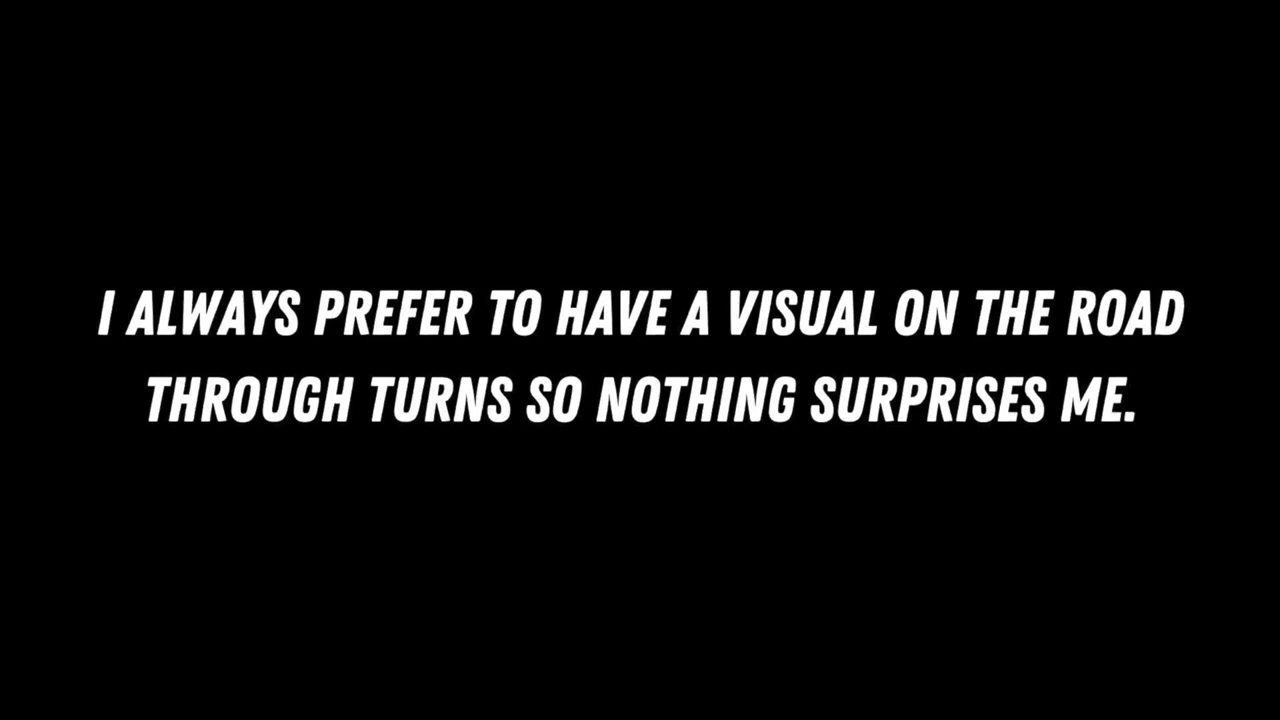 I ALWAYS PREFER TO HAVE A VISUAL ON THE ROAD
THROUGH TURNS SO NOTHING SURPRISES ME.